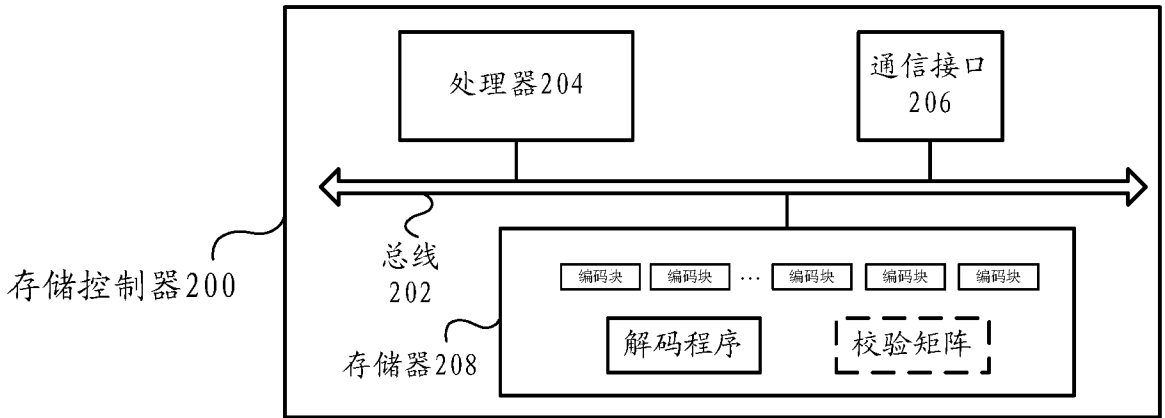 处理器204
通信接口
206
总线
202
存储控制器200
编码块 编码块 … 编码块 编码块 编码块
解码程序 校验矩阵
存储器208